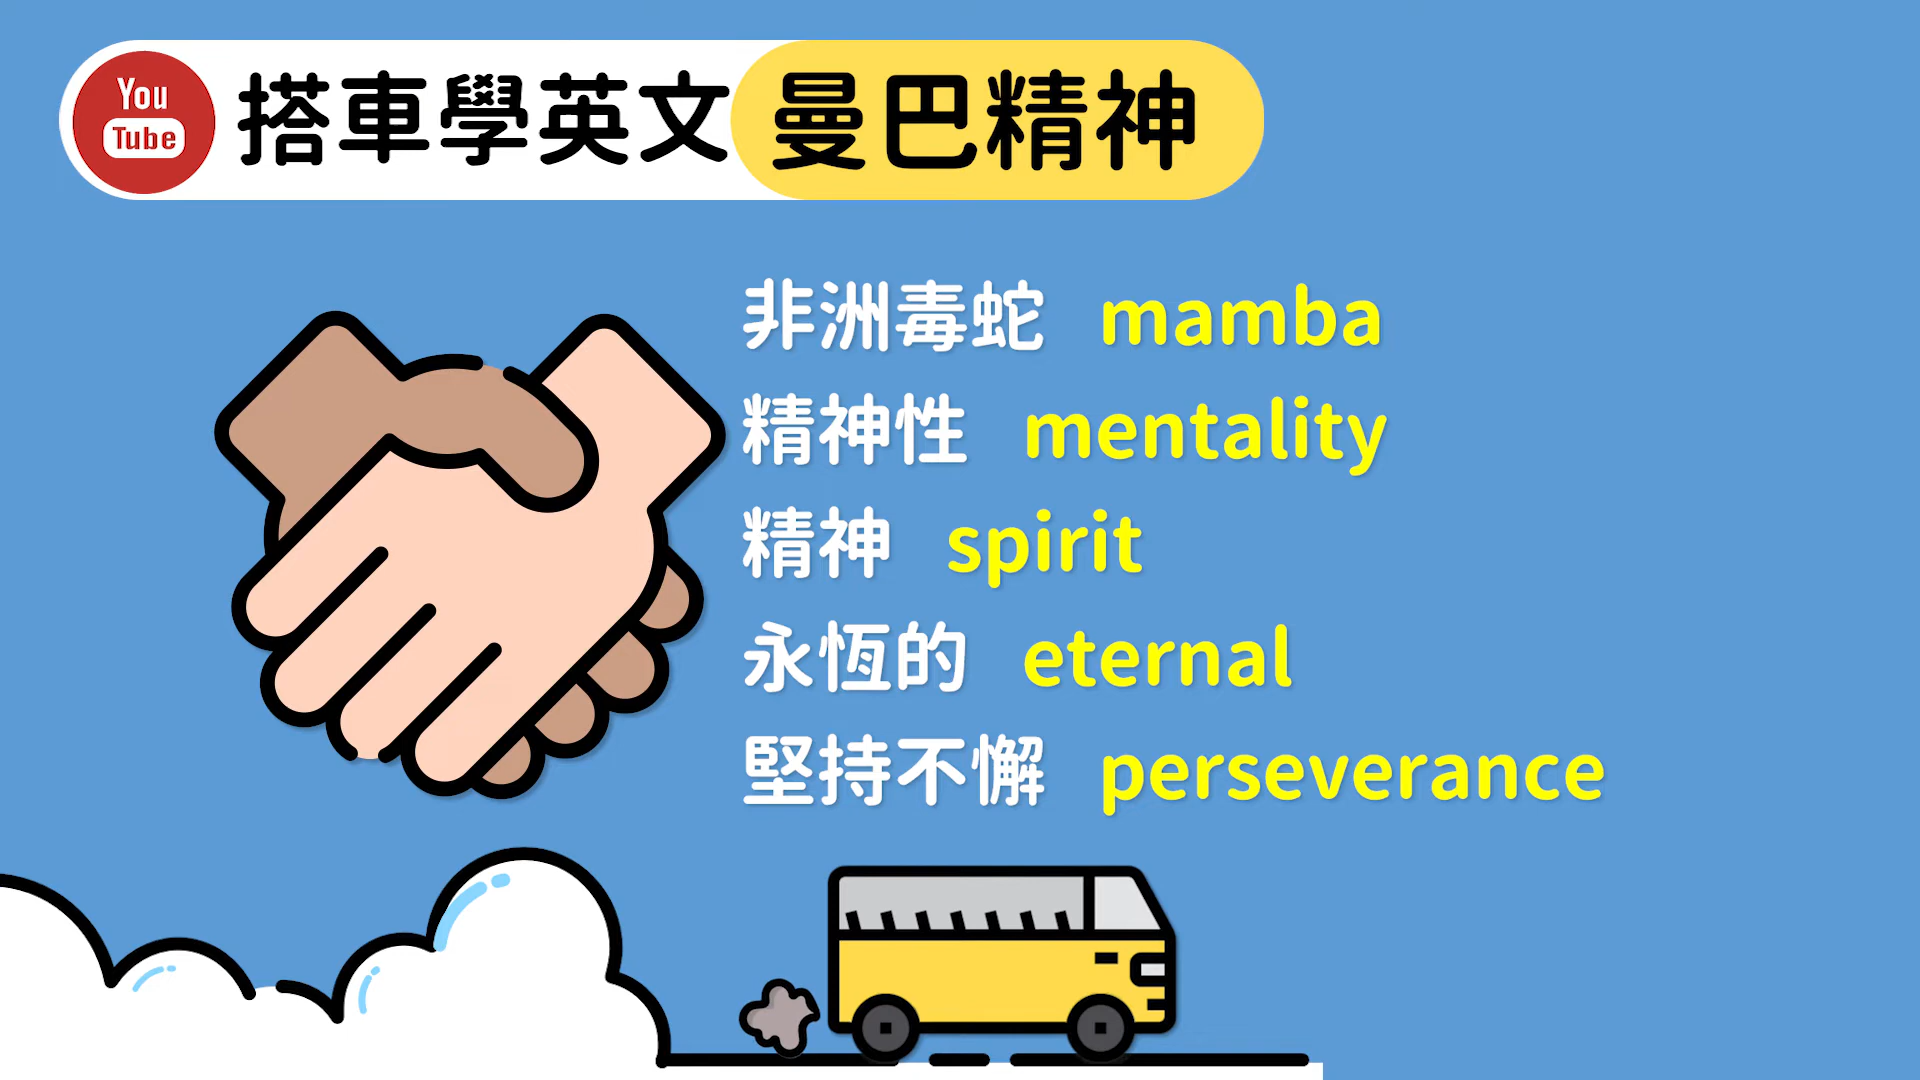 You
Tube
搭車學英文 曼巴精神
非洲毒蛇 mamba
精神性 mentality
精神 spirit
永恆的 eternal
堅持不懈 perseverance